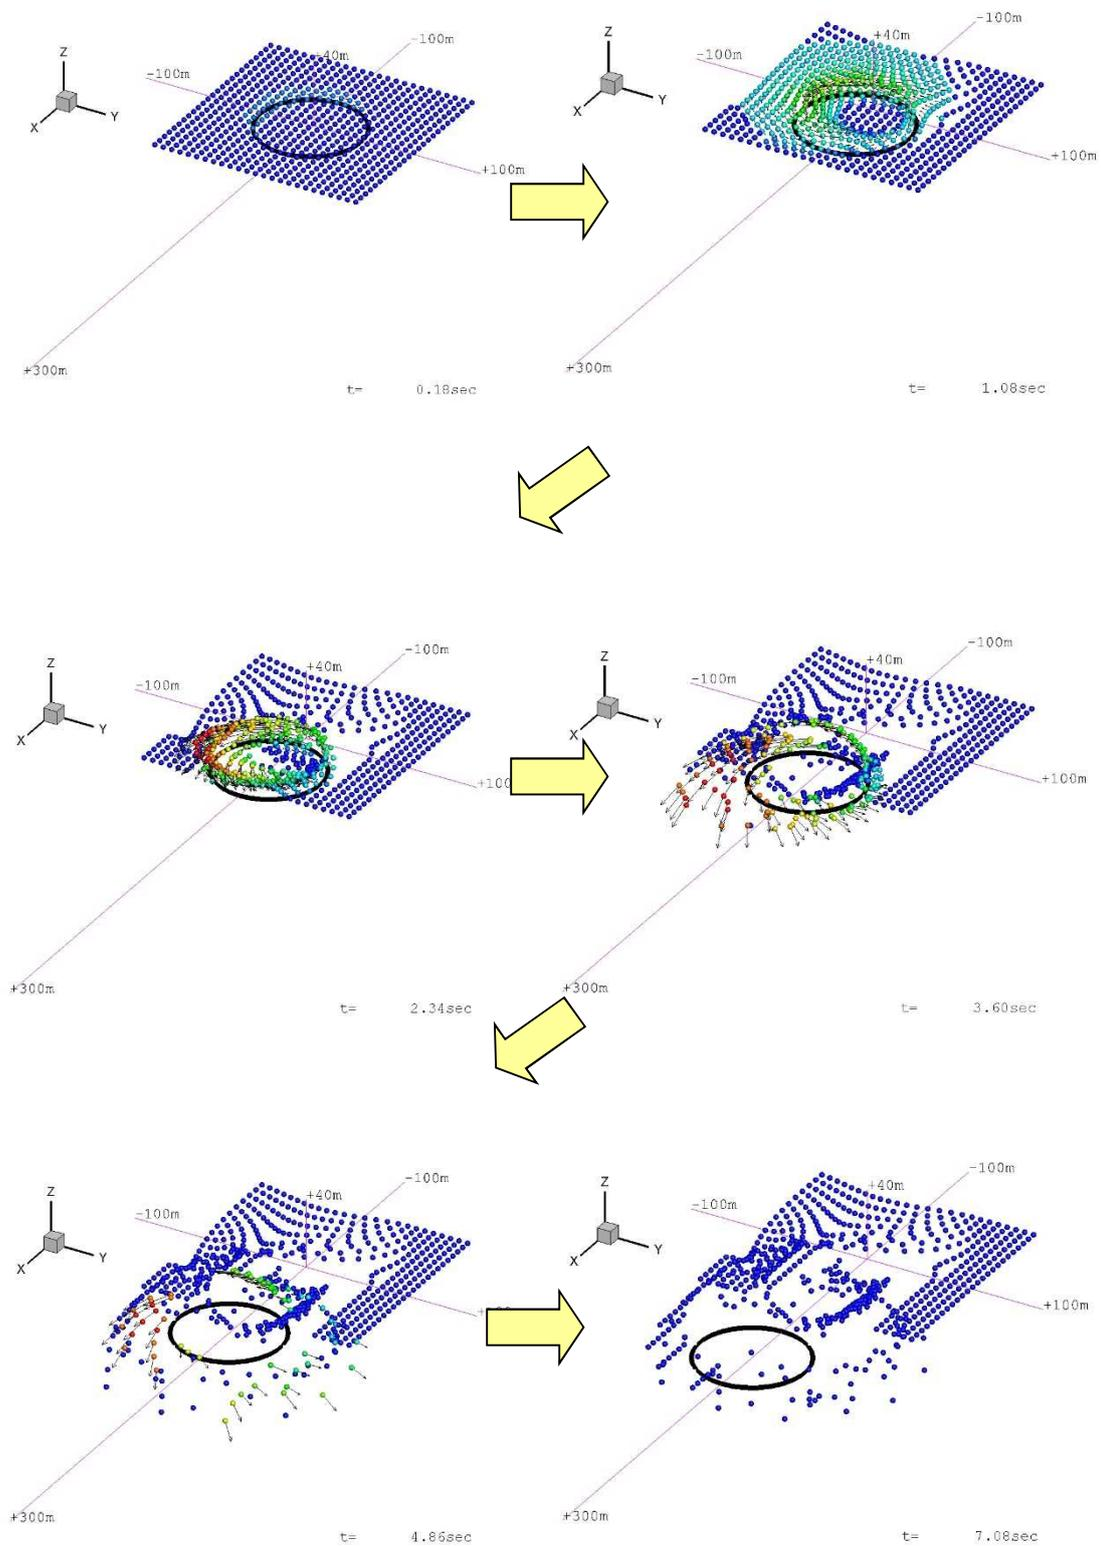 Z
Y
X
-100m
+40m
-100m
+100m
+300m
t= 0.18sec
Z
Y
X
-100m
+40m
-100m
+100m
+300m
t= 1.08sec
Z
Y
X
-100m
+40m
-100m
+100
+300m
t= 2.34sec
Z
Y
X
-100m
+40m
-100m
+100m
+300m
t= 3.60sec
Z
Y
X
-100m
+40m
-100m
+300m
t= 4.86sec
Z
Y
X
-100m
+40m
-100m
+100m
+300m
t= 7.08sec